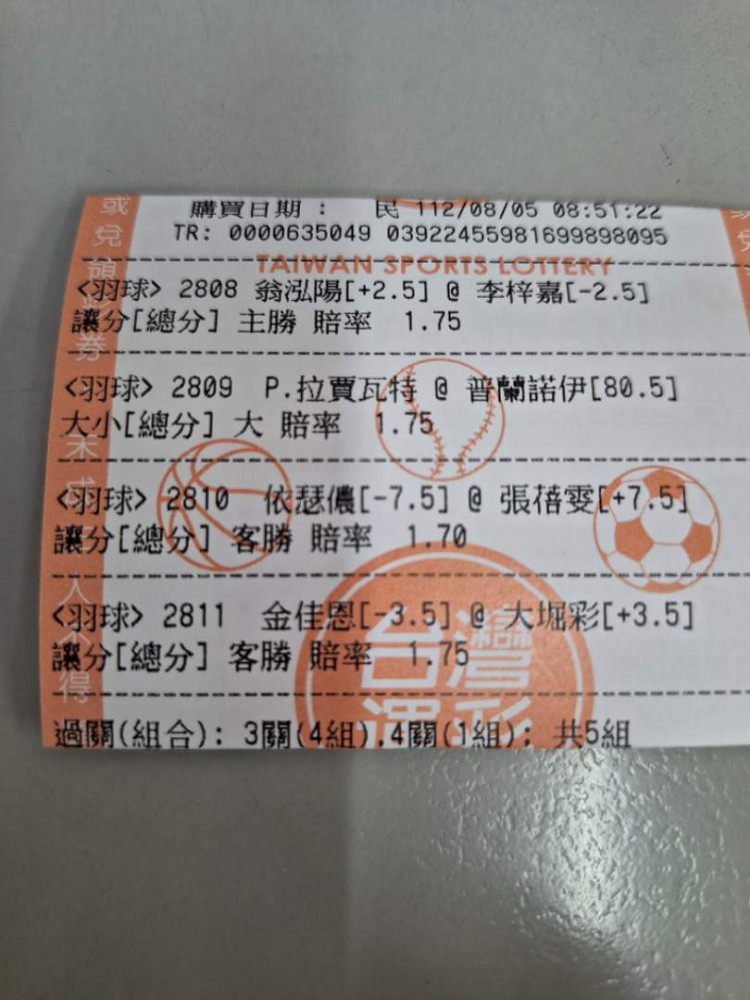 購買日期： 民 112/08/05 08:51:22
TR: 0000635049 039224559816998980​95
TAIWAN SPORTS LOTTERY
<羽球> 2808 翁泓陽[+2.5] @ 李梓嘉[-2.5]
讓分[總分] 主勝 賠率 1.75
<羽球> 2809 P.拉賈瓦特 @ 普蘭諾伊[80.5]
大小[總分] 大 賠率 1.75
<羽球> 2810 依瑟儂[-7.5] @ 張蓓雯[+7.5]
讓分[總分] 客勝 賠率 1.70
<羽球> 2811 金佳恩[-3.5] @ 大堀彩[+3.5]
讓分[總分] 客勝 賠率 1.75
台灣
運彩
過關(組合): 3關(4組),4關(1組); 共5組